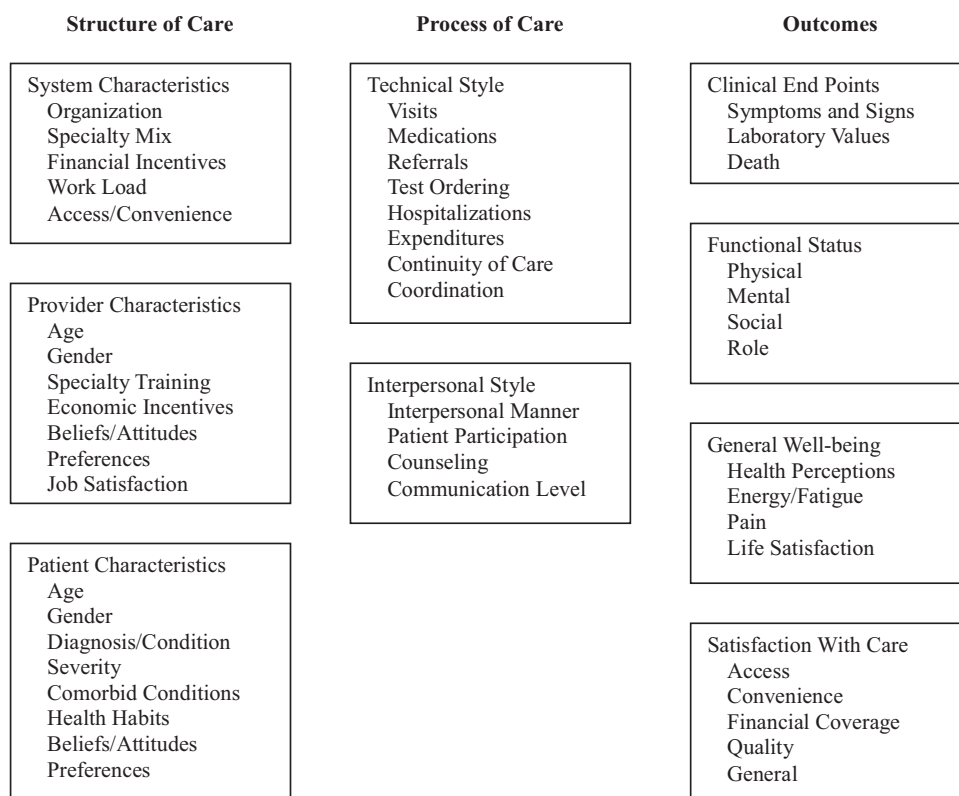 Structure of Care
System Characteristics
Organization
Specialty Mix
Financial Incentives
Work Load
Access/Convenience
Provider Characteristics
Age
Gender
Specialty Training
Economic Incentives
Beliefs/Attitudes
Preferences
Job Satisfaction
Patient Characteristics
Age
Gender
Diagnosis/Condition
Severity
Comorbid Conditions
Health Habits
Beliefs/Attitudes
Preferences
Process of Care
Technical Style
Visits
Medications
Referrals
Test Ordering
Hospitalizations
Expenditures
Continuity of Care
Coordination
Interpersonal Style
Interpersonal Manner
Patient Participation
Counseling
Communication Level
Outcomes
Clinical End Points
Symptoms and Signs
Laboratory Values
Death
Functional Status
Physical
Mental
Social
Role
General Well-being
Health Perceptions
Energy/Fatigue
Pain
Life Satisfaction
Satisfaction With Care
Access
Convenience
Financial Coverage
Quality
General